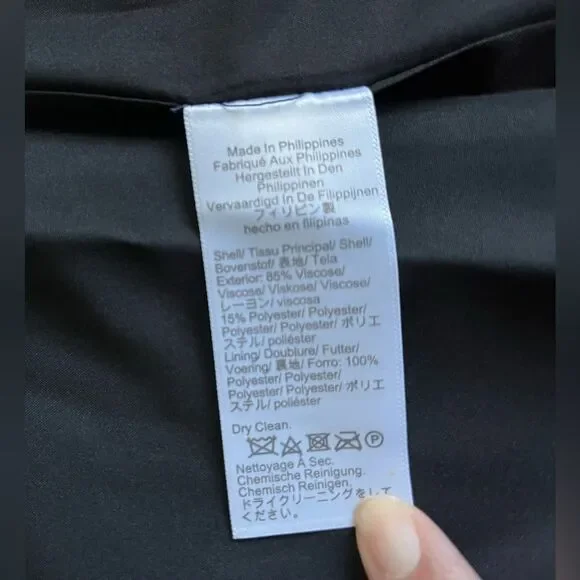 Made In Philippines
Fabriqué Aux Philippines
Hergestellt In Den
Philippinen
Vervaardigd In De Filippijnen
フィリピン製
hecho en filipinas
Shell/ Tissu Principal/ Shell/
Bovenstof/ 表地/ Tela
Exterior: 85% Viscose/
Viscose/ Viskose/ Viscose/
レーヨン/ viscosa
15% Polyester/ Polyester/
Polyester/ Polyester/ ポリエ
ステル/ poliéster
Lining/ Doublure/ Futter/
Voering/ 裏地/ Forro: 100%
Polyester/ Polyester/
Polyester/ Polyester/ ポリエ
ステル/ poliéster
Dry Clean.
P
Nettoyage A Sec.
Chemische Reinigung.
Chemisch Reinigen.
ドライクリーニングをして
ください。